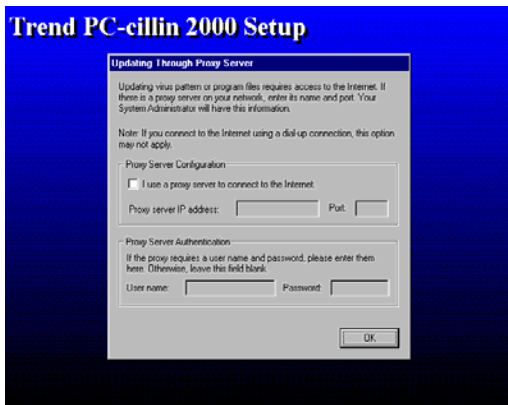 Trend PC-cillin 2000 Setup
Updating Through Proxy Server
Updating virus pattern or program files requires access to the Internet. If
there is a proxy server on your network, enter its name and port. Your
System Administrator will have this information.
Note: If you connect to the Internet using a dial-up connection, this option
may not apply.
Proxy Server Configuration
I use a proxy server to connect to the Internet.
Proxy server IP address: Port:
Proxy Server Authentication
If the proxy requires a user name and password, please enter them
here. Otherwise, leave this field blank.
User name: Password:
OK